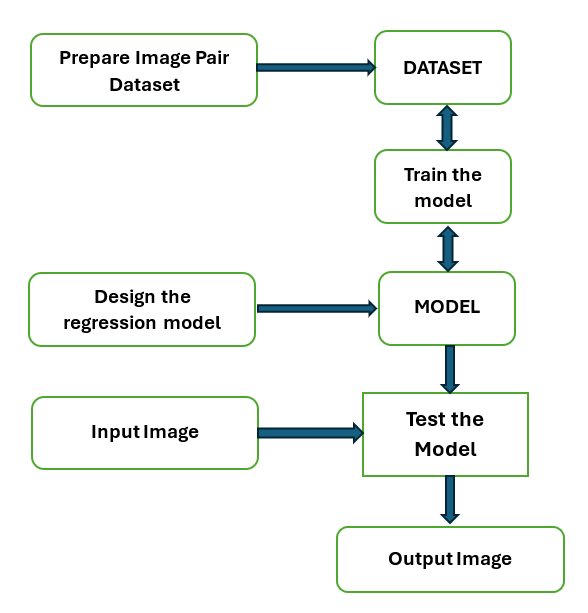 Prepare Image Pair
Dataset
DATASET
Train the
model
Design the
regression model
MODEL
Input Image
Test the
Model
Output Image